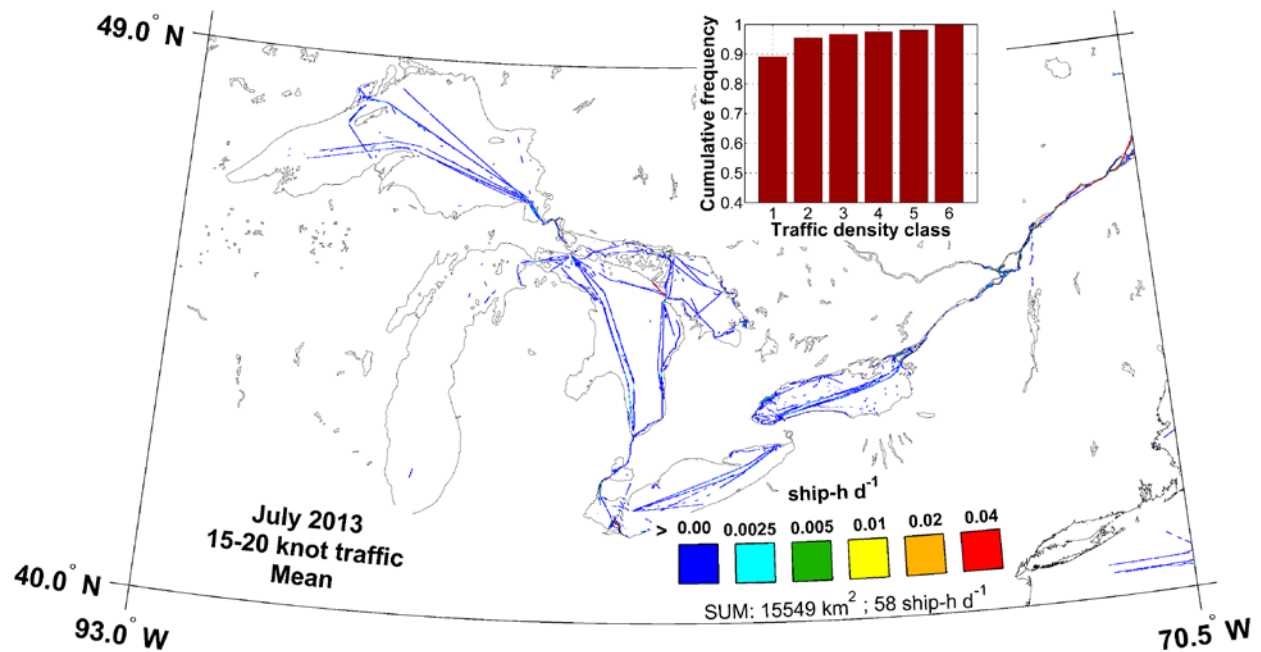 49.0° N
Cumulative frequency
1
0.9
0.8
0.7
0.6
0.5
0.4
1 2 3 4 5 6
Traffic density class
July 2013
15-20 knot traffic
Mean
ship-h d⁻¹
> 0.00 0.0025 0.005 0.01 0.02 0.04
SUM: 15549 km² ; 58 ship-h d⁻¹
40.0° N
93.0° W
70.5° W